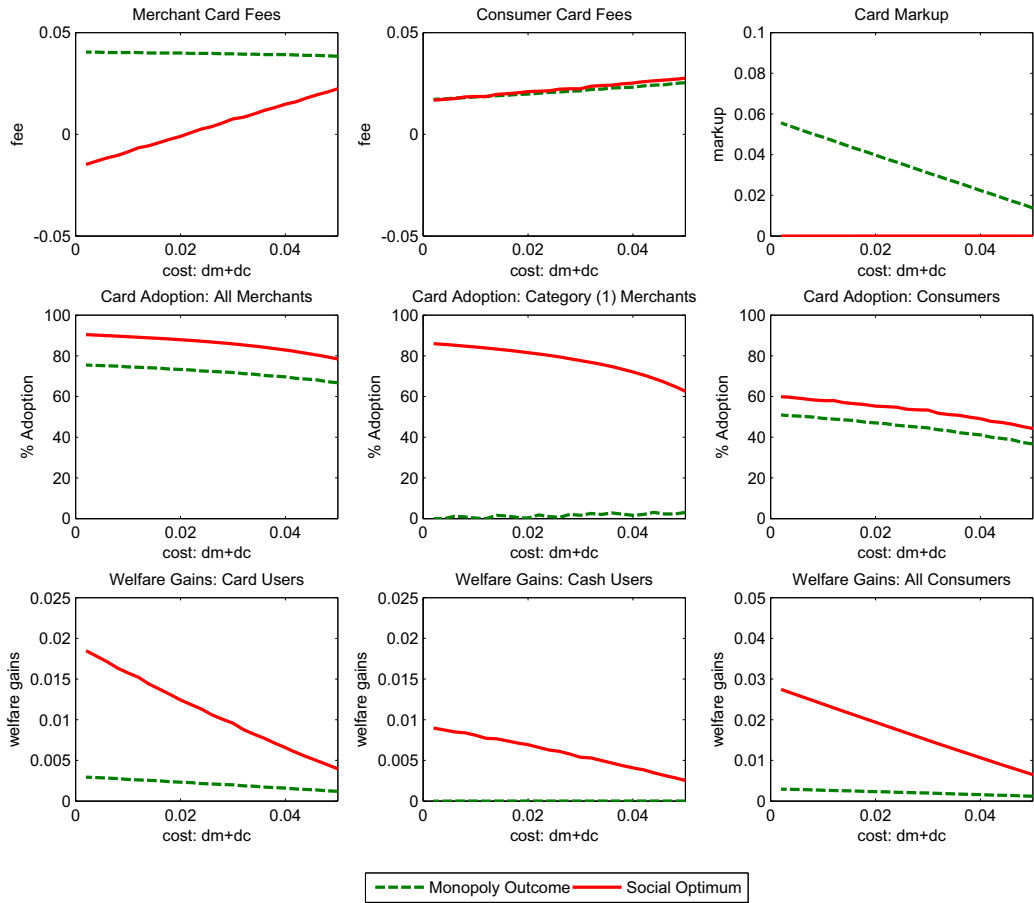 Merchant Card Fees
0.05
0
-0.05
fee
0
0.02
0.04
cost: dm+dc
Consumer Card Fees
0.05
0
-0.05
fee
0
0.02
0.04
cost: dm+dc
Card Markup
0.1
0.08
0.06
0.04
0.02
0
markup
0
0.02
0.04
cost: dm+dc
Card Adoption: All Merchants
100
80
60
40
20
0
% Adoption
0
0.02
0.04
cost: dm+dc
Card Adoption: Category (1) Merchants
100
80
60
40
20
0
% Adoption
0
0.02
0.04
cost: dm+dc
Card Adoption: Consumers
100
80
60
40
20
0
% Adoption
0
0.02
0.04
cost: dm+dc
Welfare Gains: Card Users
0.025
0.02
0.015
0.01
0.005
0
welfare gains
0
0.02
0.04
cost: dm+dc
Welfare Gains: Cash Users
0.025
0.02
0.015
0.01
0.005
0
welfare gains
0
0.02
0.04
cost: dm+dc
Welfare Gains: All Consumers
0.05
0.04
0.03
0.02
0.01
0
welfare gains
0
0.02
0.04
cost: dm+dc
Monopoly Outcome
Social Optimum